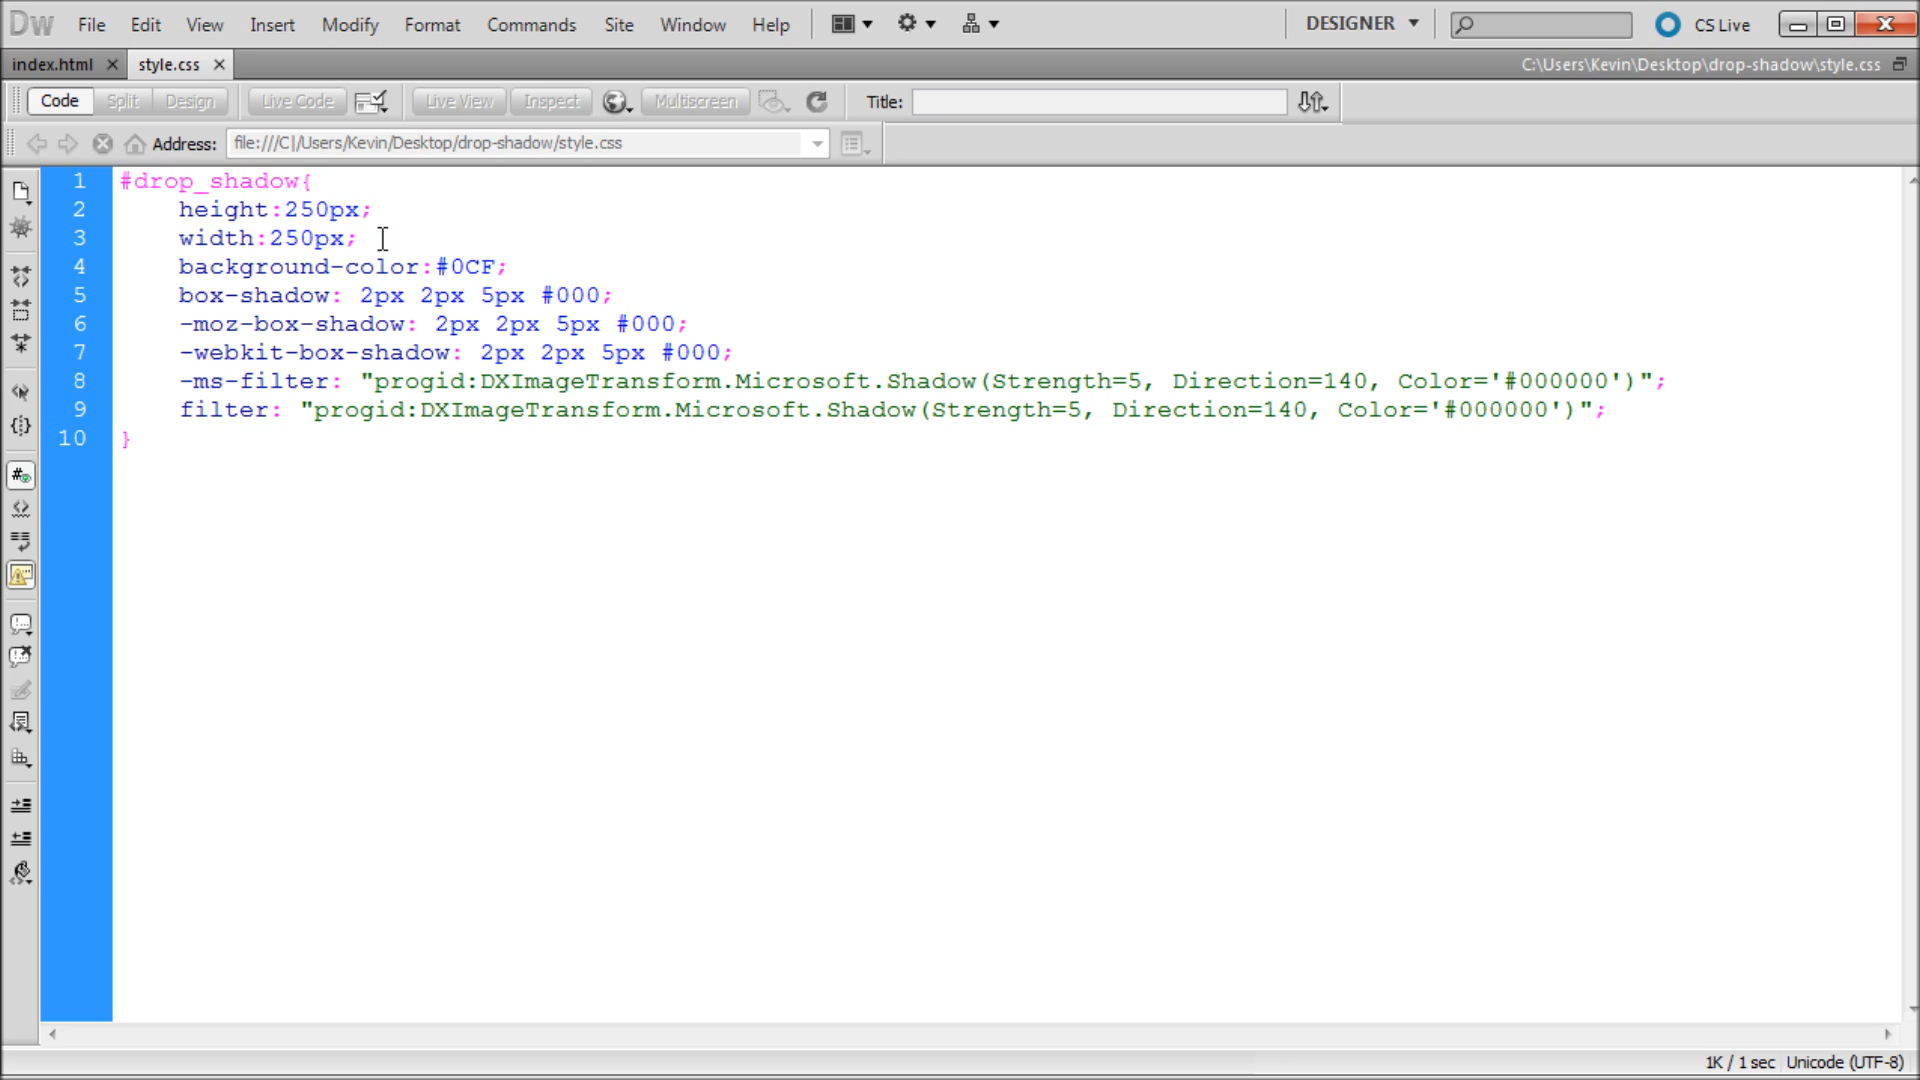 Dw File Edit View Insert Modify Format Commands Site Window Help DESIGNER CS Live
index.html style.css C:\Users\Kevin\Desktop\drop-shadow\style.css
Code Split Design Live Code Live View Inspect Multiscreen Title:
Address: file:///C|/Users/Kevin/Desktop/drop-shadow/style.css
1 #drop_shadow{
2 height:250px;
3 width:250px;
4 background-color:#0CF;
5 box-shadow: 2px 2px 5px #000;
6 -moz-box-shadow: 2px 2px 5px #000;
7 -webkit-box-shadow: 2px 2px 5px #000;
8 -ms-filter: "progid:DXImageTransform.Microsoft.Shadow(Strength=5, Direction=140, Color='#000000')";
9 filter: "progid:DXImageTransform.Microsoft.Shadow(Strength=5, Direction=140, Color='#000000')";
10 }
1K / 1 sec Unicode (UTF-8)